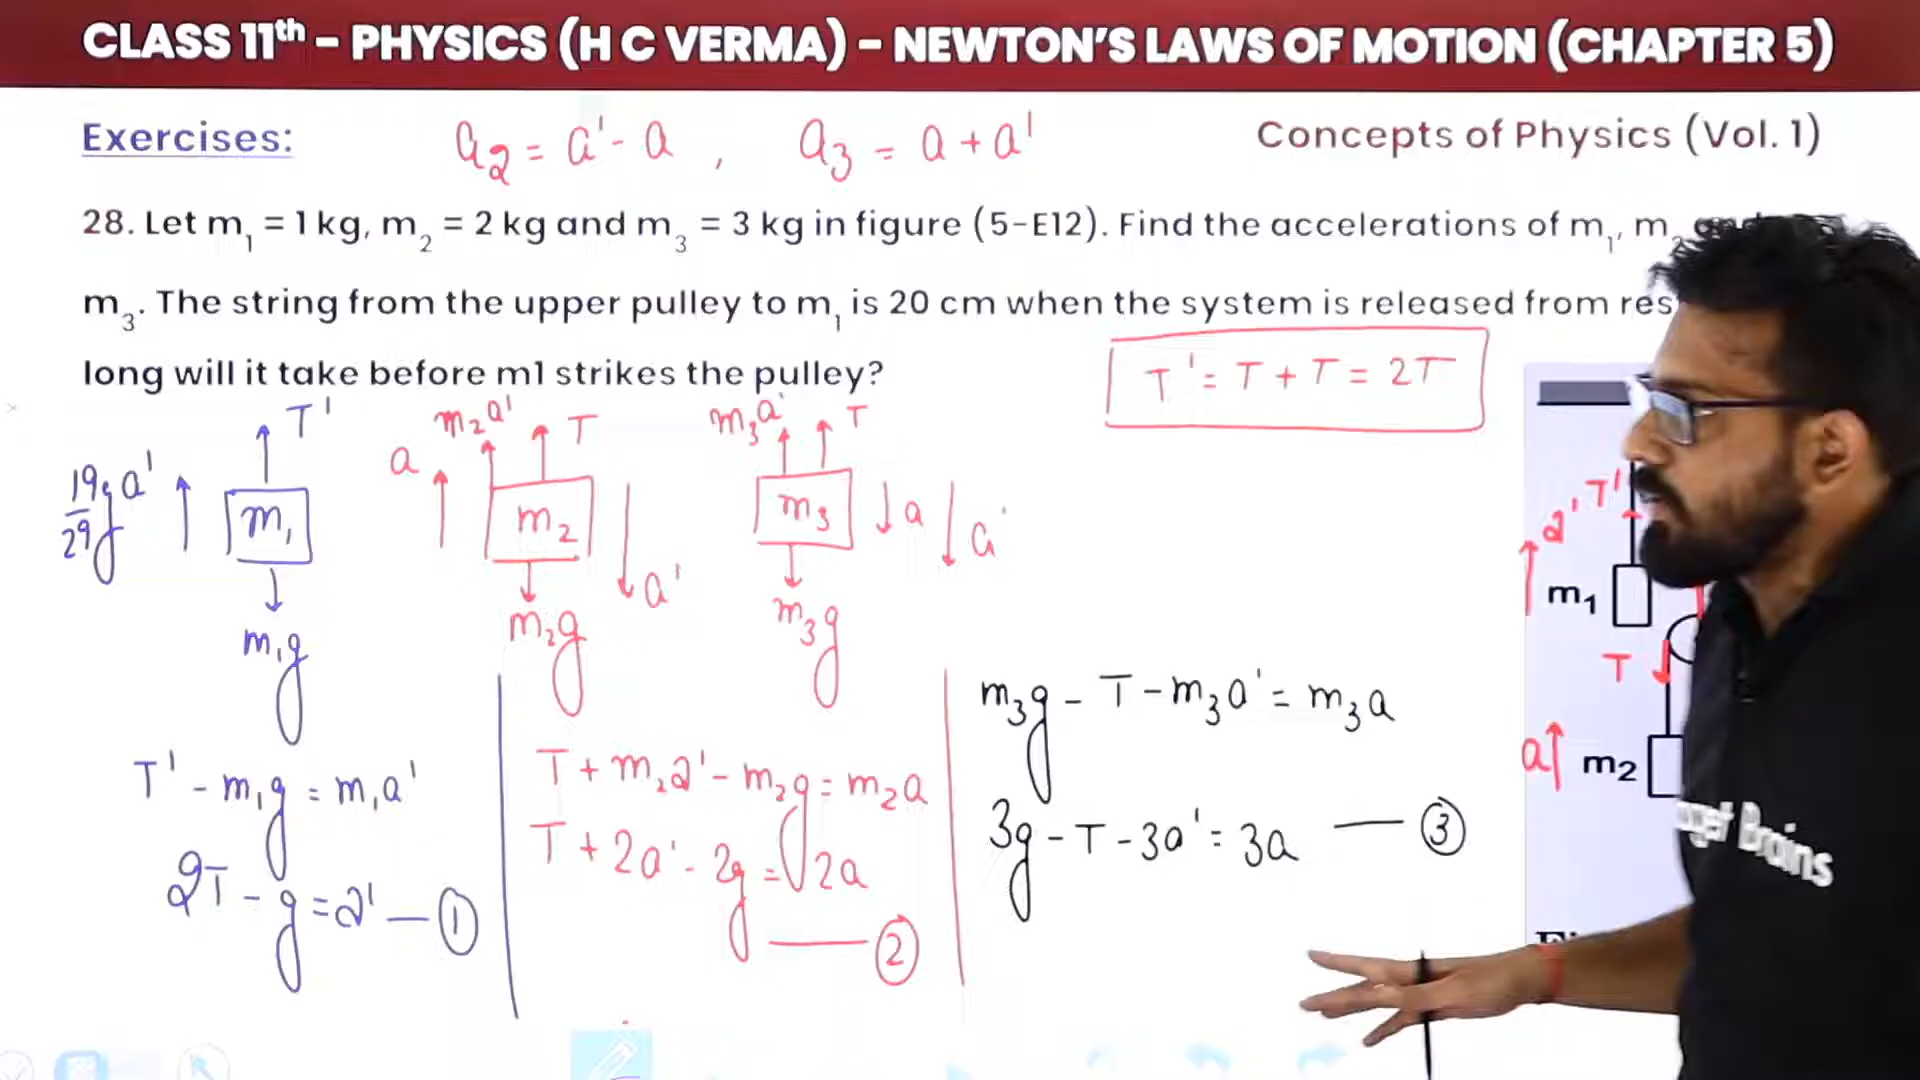 CLASS 11th – PHYSICS (H C VERMA) – NEWTON'S LAWS OF MOTION (CHAPTER 5)
Exercises:
a2 = a' - a , a3 = a + a'
Concepts of Physics (Vol. 1)
28. Let m1 = 1 kg, m2 = 2 kg and m3 = 3 kg in figure (5-E12). Find the accelerations of m1, m2 and
m3. The string from the upper pulley to m1 is 20 cm when the system is released from res
long will it take before m1 strikes the pulley?
T' = T + T = 2T
T'
19g
29
a'
m1
m1g
a
m2a'
T
m2
a'
m2g
m3a'
T
m3
a
a'
m3g
T' - m1g = m1a'
2T - g = a' — 1
T + m2a' - m2g = m2a
T + 2a' - 2g = 2a
— 2
m3g - T - m3a' = m3a
3g - T - 3a' = 3a — 3
a'
T'
m1
T
a
m2
Brains